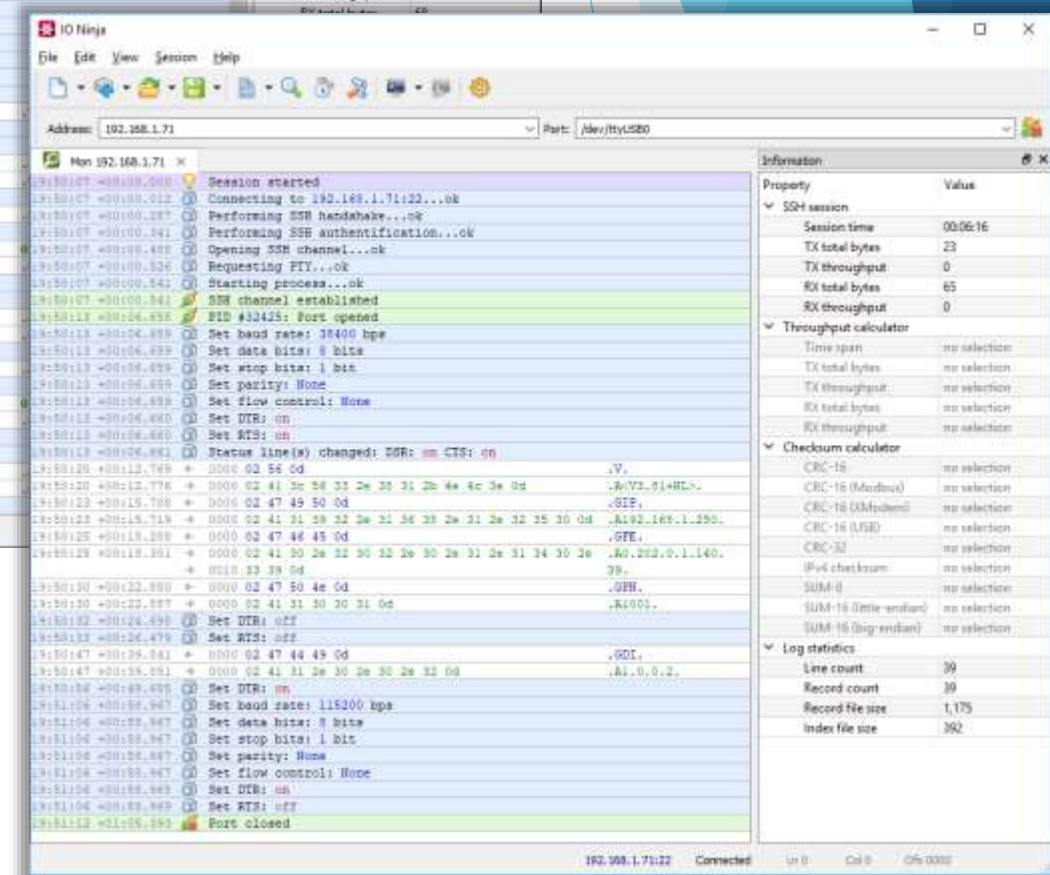 RX total bytes 68
IO Ninja
File Edit View Session Help
Address: 192.168.1.71 Port: /dev/ttyUSB0
Mon 192.168.1.71
Session started
Connecting to 192.168.1.71:22...ok
Performing SSH handshake...ok
Performing SSH authentification...ok
Opening SSH channel...ok
Requesting PTY...ok
Starting process...ok
SSH channel established
PID #32425: Port opened
Set baud rate: 38400 bps
Set data bits: 8 bits
Set stop bits: 1 bit
Set parity: None
Set flow control: None
Set DTR: on
Set RTS: on
Status line(s) changed: DSR: on CTS: on
0000 02 56 0d .V.
0000 02 41 3c 56 33 2e 38 31 2b 4e 4c 3e 0d .A<V3.81+NL>.
0000 02 47 49 50 0d .GIP.
0000 02 41 31 39 32 2e 31 36 38 2e 31 2e 32 35 30 0d .A192.168.1.250.
0000 02 47 46 45 0d .GFE.
0000 02 41 30 2e 32 30 32 2e 30 2e 31 2e 31 34 30 2e .A0.202.0.1.140.
0010 33 39 0d 39.
0000 02 47 50 4e 0d .GPN.
0000 02 41 31 30 30 31 0d .A1001.
Set DTR: off
Set RTS: off
0000 02 47 44 49 0d .GDI.
0000 02 41 31 2e 30 2e 30 2e 32 0d .A1.0.0.2.
Set DTR: on
Set baud rate: 115200 bps
Set data bits: 8 bits
Set stop bits: 1 bit
Set parity: None
Set flow control: None
Set DTR: on
Set RTS: off
Port closed
Information
Property Value
SSH session
Session time 00:06:16
TX total bytes 23
TX throughput 0
RX total bytes 65
RX throughput 0
Throughput calculator
Time span no selection
TX total bytes no selection
TX throughput no selection
RX total bytes no selection
RX throughput no selection
Checksum calculator
CRC-16 no selection
CRC-16 (Modbus) no selection
CRC-16 (XModem) no selection
CRC-16 (USB) no selection
CRC-32 no selection
IPv4 checksum no selection
SUM-8 no selection
SUM-16 (little-endian) no selection
SUM-16 (big-endian) no selection
Log statistics
Line count 39
Record count 39
Record file size 1,175
Index file size 392
192.168.1.71:22 Connected Ln 0 Col 0 Ofs 0000